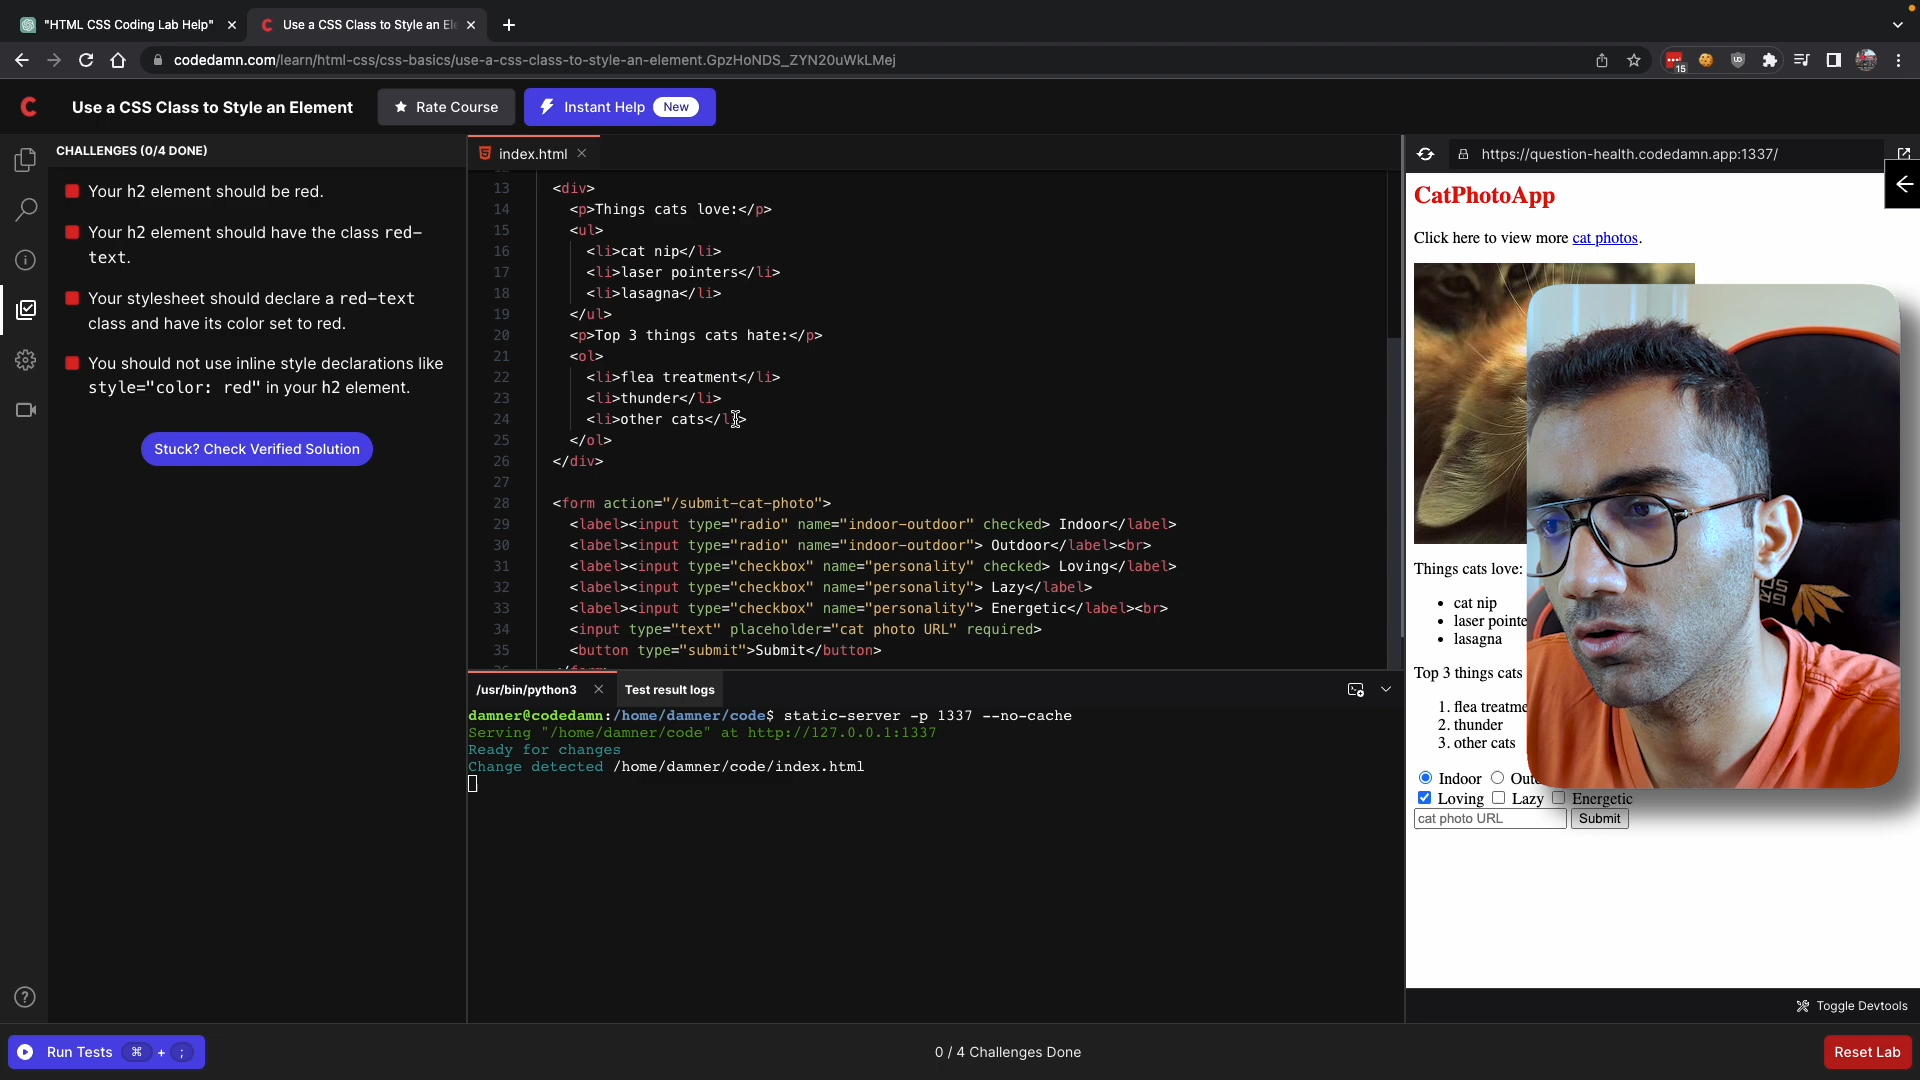 "HTML CSS Coding Lab Help"
Use a CSS Class to Style an Ele
codedamn.com/learn/html-css/css-basics/use-a-css-class-to-style-an-element.GpzHoNDS_ZYN20uWkLMej
15
Use a CSS Class to Style an Element
Rate Course
Instant Help New
CHALLENGES (0/4 DONE)
Your h2 element should be red.
Your h2 element should have the class red-
text.
Your stylesheet should declare a red-text
class and have its color set to red.
You should not use inline style declarations like
style="color: red" in your h2 element.
Stuck? Check Verified Solution
index.html
13 <div>
14 <p>Things cats love:</p>
15 <ul>
16 <li>cat nip</li>
17 <li>laser pointers</li>
18 <li>lasagna</li>
19 </ul>
20 <p>Top 3 things cats hate:</p>
21 <ol>
22 <li>flea treatment</li>
23 <li>thunder</li>
24 <li>other cats</li>
25 </ol>
26 </div>
27
28 <form action="/submit-cat-photo">
29 <label><input type="radio" name="indoor-outdoor" checked> Indoor</label>
30 <label><input type="radio" name="indoor-outdoor"> Outdoor</label><br>
31 <label><input type="checkbox" name="personality" checked> Loving</label>
32 <label><input type="checkbox" name="personality"> Lazy</label>
33 <label><input type="checkbox" name="personality"> Energetic</label><br>
34 <input type="text" placeholder="cat photo URL" required>
35 <button type="submit">Submit</button>
/usr/bin/python3
Test result logs
damner@codedamn:/home/damner/code$ static-server -p 1337 --no-cache
Serving "/home/damner/code" at http://127.0.0.1:1337
Ready for changes
Change detected /home/damner/code/index.html
https://question-health.codedamn.app:1337/
CatPhotoApp
Click here to view more cat photos.
Things cats love:
cat nip
laser pointe
lasagna
Top 3 things cats
1. flea treatme
2. thunder
3. other cats
Indoor Out
Loving Lazy Energetic
cat photo URL Submit
Toggle Devtools
Run Tests ⌘ + ;
0 / 4 Challenges Done
Reset Lab